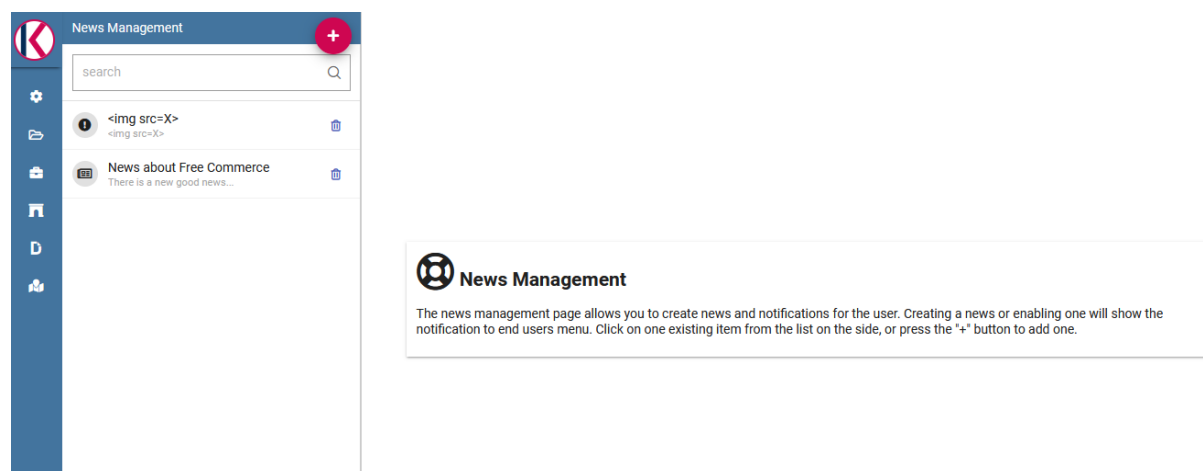 News Management
+
search
<img src=X>
<img src=X>
News about Free Commerce
There is a new good news...
D
News Management
The news management page allows you to create news and notifications for the user. Creating a news or enabling one will show the
notification to end users menu. Click on one existing item from the list on the side, or press the "+" button to add one.